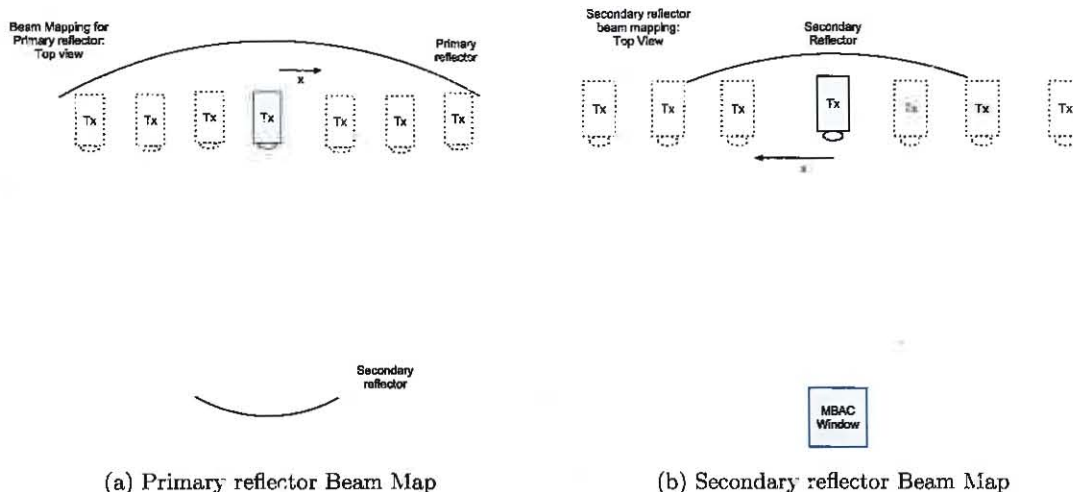 Beam Mapping for
Primary reflector:
Top view
Primary
reflector
x
Tx Tx Tx Tx Tx Tx Tx
Secondary
reflector
(a) Primary reflector Beam Map
Secondary reflector
beam mapping:
Top View
Secondary
Reflector
Tx Tx Tx Tx Tx Tx
x
MBAC
Window
(b) Secondary reflector Beam Map